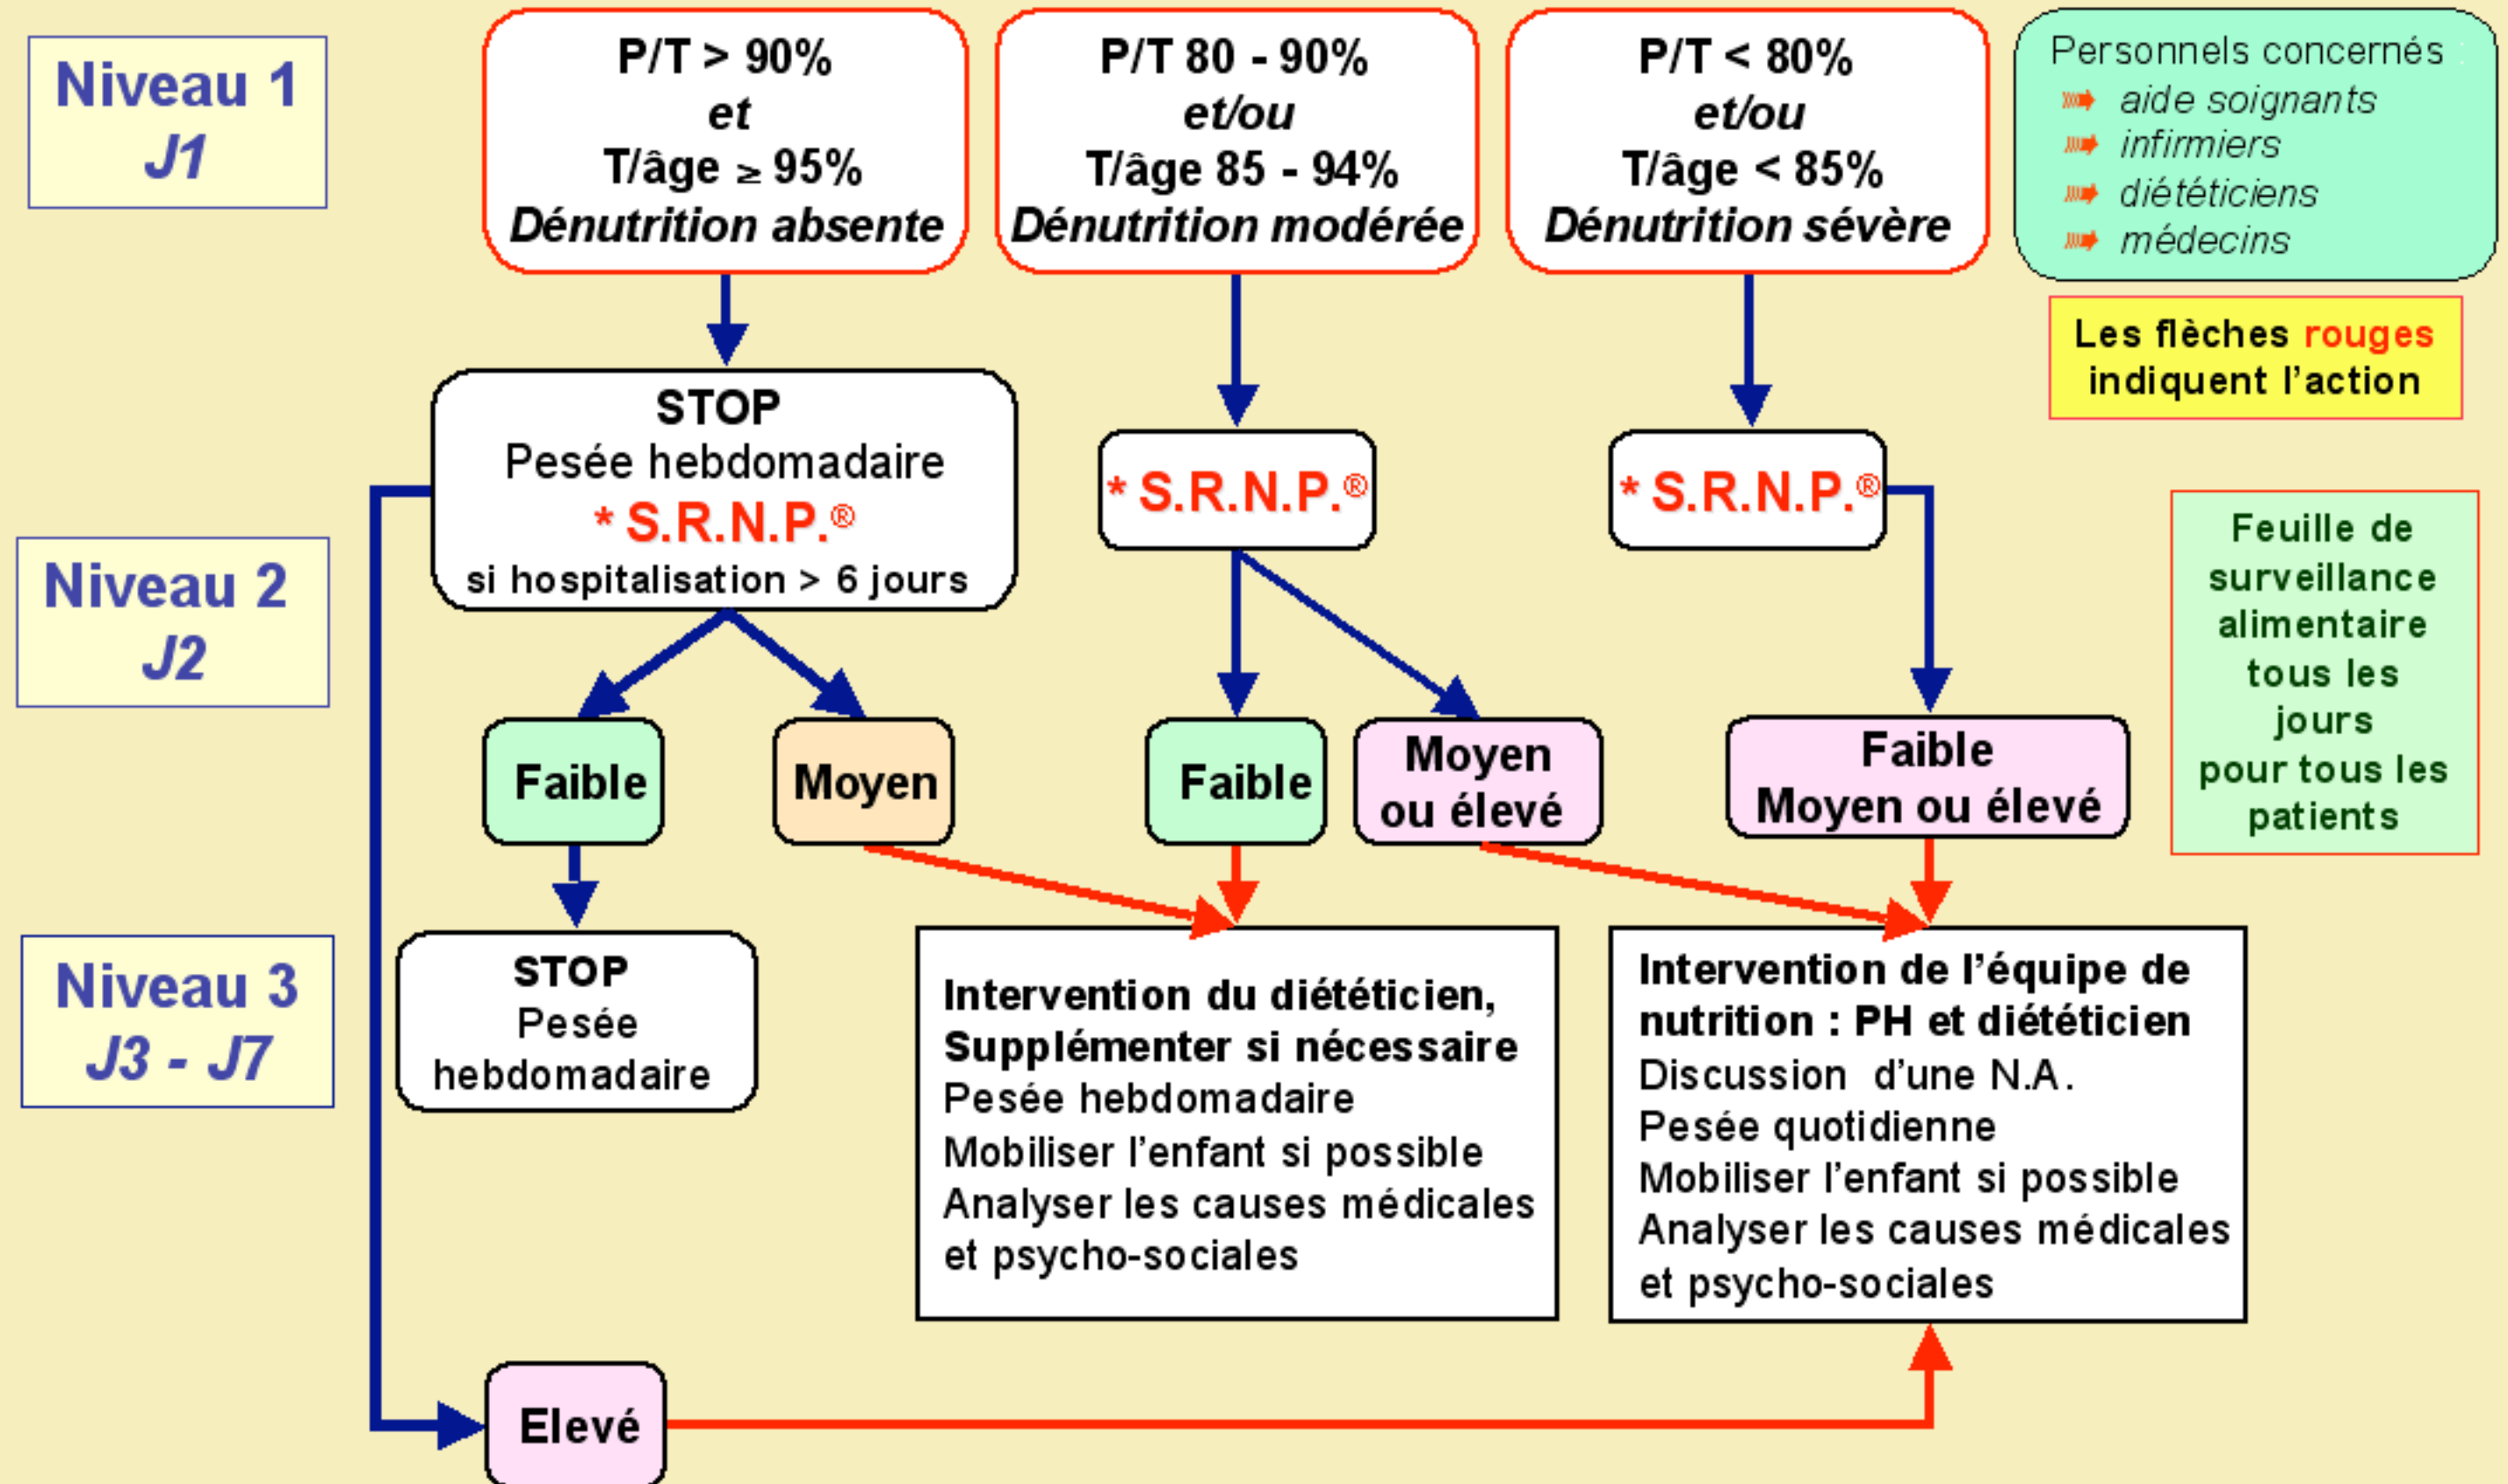 Niveau 1
J1
P/T > 90%
et
T/âge ≥ 95%
Dénutrition absente
P/T 80 - 90%
et/ou
T/âge 85 - 94%
Dénutrition modérée
P/T < 80%
et/ou
T/âge < 85%
Dénutrition sévère
Personnels concernés :
aide soignants
infirmiers
diététiciens
médecins
Les flèches rouges
indiquent l'action
Niveau 2
J2
STOP
Pesée hebdomadaire
* S.R.N.P.®
si hospitalisation > 6 jours
* S.R.N.P.®
* S.R.N.P.®
Feuille de
surveillance
alimentaire
tous les
jours
pour tous les
patients
Faible
Moyen
Faible
Moyen
ou élevé
Faible
Moyen ou élevé
Niveau 3
J3 - J7
STOP
Pesée
hebdomadaire
Intervention du diététicien,
Supplémenter si nécessaire
Pesée hebdomadaire
Mobiliser l'enfant si possible
Analyser les causes médicales
et psycho-sociales
Intervention de l'équipe de
nutrition : PH et diététicien
Discussion d'une N.A.
Pesée quotidienne
Mobiliser l'enfant si possible
Analyser les causes médicales
et psycho-sociales
Elevé